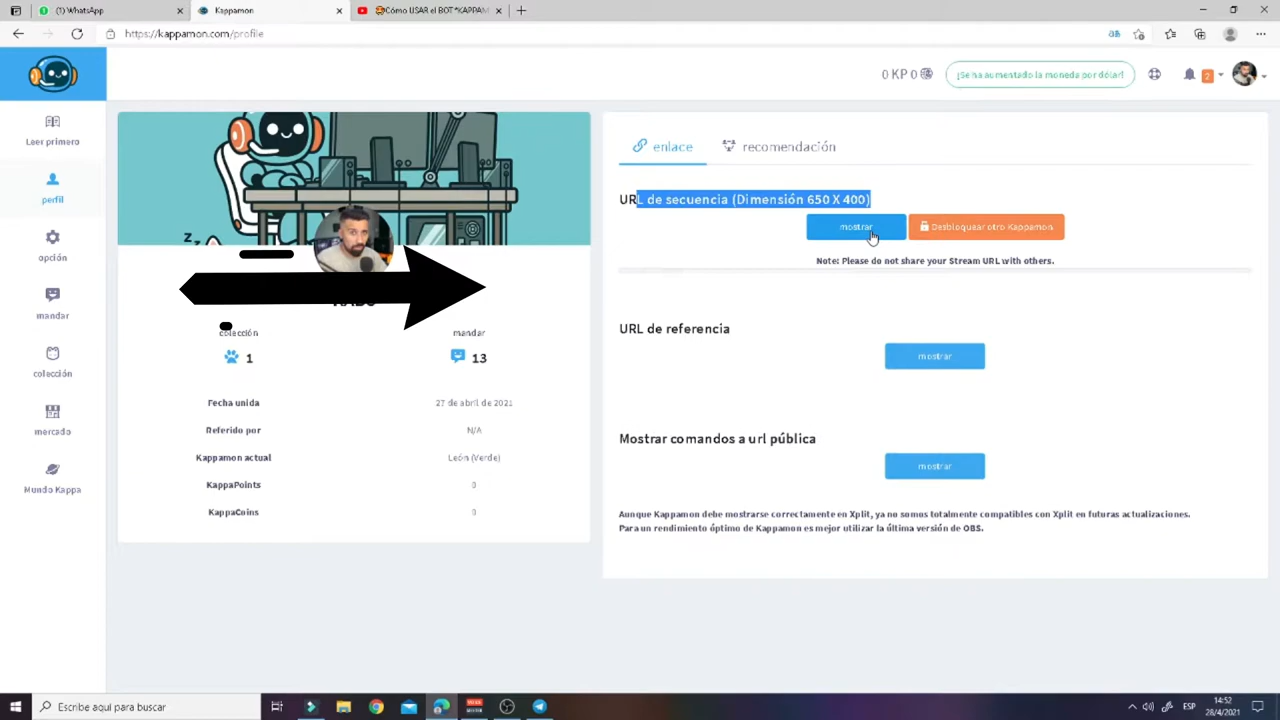 (1) WhatsApp
Kappamon
Cómo USAR el BOT *KAPPAM
https://kappamon.com/profile
0 KP 0
¡Se ha aumentado la moneda por dólar!
2
Leer primero
perfil
opción
mandar
colección
mercado
Mundo Kappa
colección
mandar
1
13
Fecha unida
27 de abril de 2021
Referido por
N/A
Kappamon actual
León (Verde)
KappaPoints
0
KappaCoins
0
enlace
recomendación
URL de secuencia (Dimensión 650 X 400)
mostrar
Desbloquear otro Kappamon
Note: Please do not share your Stream URL with others.
URL de referencia
mostrar
Mostrar comandos a url pública
mostrar
Aunque Kappamon debe mostrarse correctamente en Xplit, ya no somos totalmente compatibles con Xplit en futuras actualizaciones.
Para un rendimiento óptimo de Kappamon es mejor utilizar la última versión de OBS.
Escribe aquí para buscar
ESP
14:52
28/4/2021